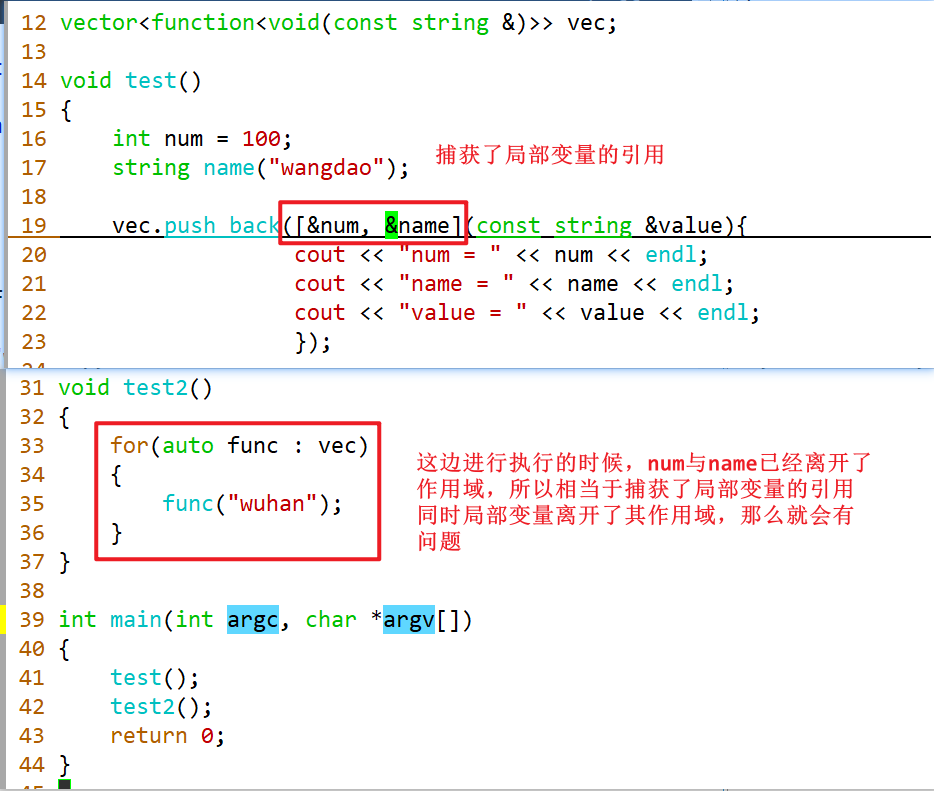 12 vector<function<void(const string &)>> vec;
13
14 void test()
15 {
16     int num = 100;
17     string name("wangdao");
捕获了局部变量的引用
18
19     vec.push_back([&num, &name](const string &value){
20                   cout << "num = " << num << endl;
21                   cout << "name = " << name << endl;
22                   cout << "value = " << value << endl;
23                   });
31 void test2()
32 {
33     for(auto func : vec)
34     {
35         func("wuhan");
36     }
这边进行执行的时候，num与name已经离开了
作用域，所以相当于捕获了局部变量的引用
同时局部变量离开了其作用域，那么就会有
问题
37 }
38
39 int main(int argc, char *argv[])
40 {
41     test();
42     test2();
43     return 0;
44 }